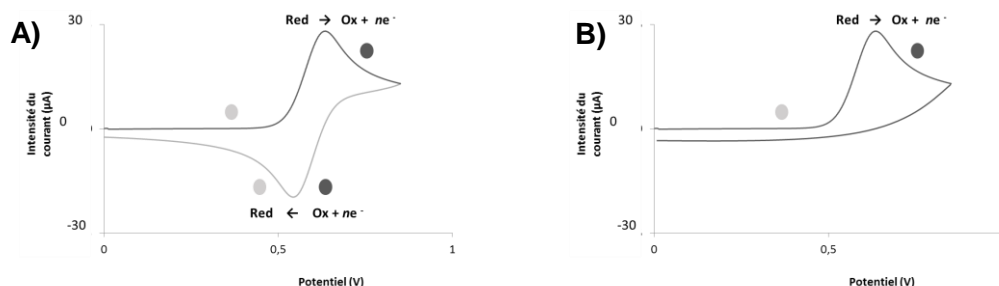 A)
30
Red → Ox + ne -
Intensité du
courant (µA)
0
Red ← Ox + ne -
-30
0
0,5
1
Potentiel (V)
B)
30
Red → Ox + ne -
Intensité du
courant (µA)
0
-30
0
0,5
Potentiel (V)